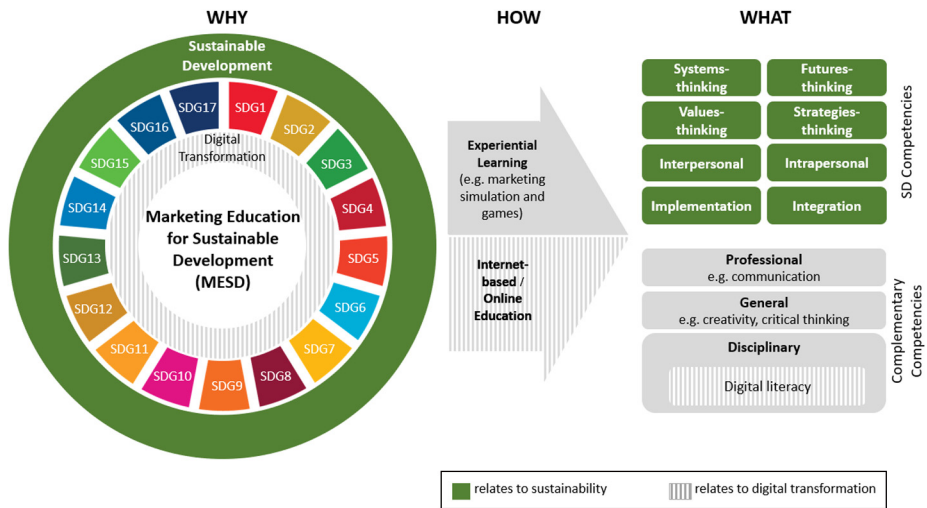 WHY
HOW
WHAT
Sustainable
Development
SDG1
SDG2
SDG3
SDG4
SDG5
SDG6
SDG7
SDG8
SDG9
SDG10
SDG11
SDG12
SDG13
SDG14
SDG15
SDG16
SDG17
Digital
Transformation
Marketing Education
for Sustainable
Development
(MESD)
Experiential
Learning
(e.g. marketing
simulation and
games)
Internet-
based /
Online
Education
Systems-
thinking
Futures-
thinking
Values-
thinking
Strategies-
thinking
Interpersonal
Intrapersonal
Implementation
Integration
SD Competencies
Professional
e.g. communication
General
e.g. creativity, critical thinking
Disciplinary
Digital literacy
Complementary
Competencies
relates to sustainability
relates to digital transformation